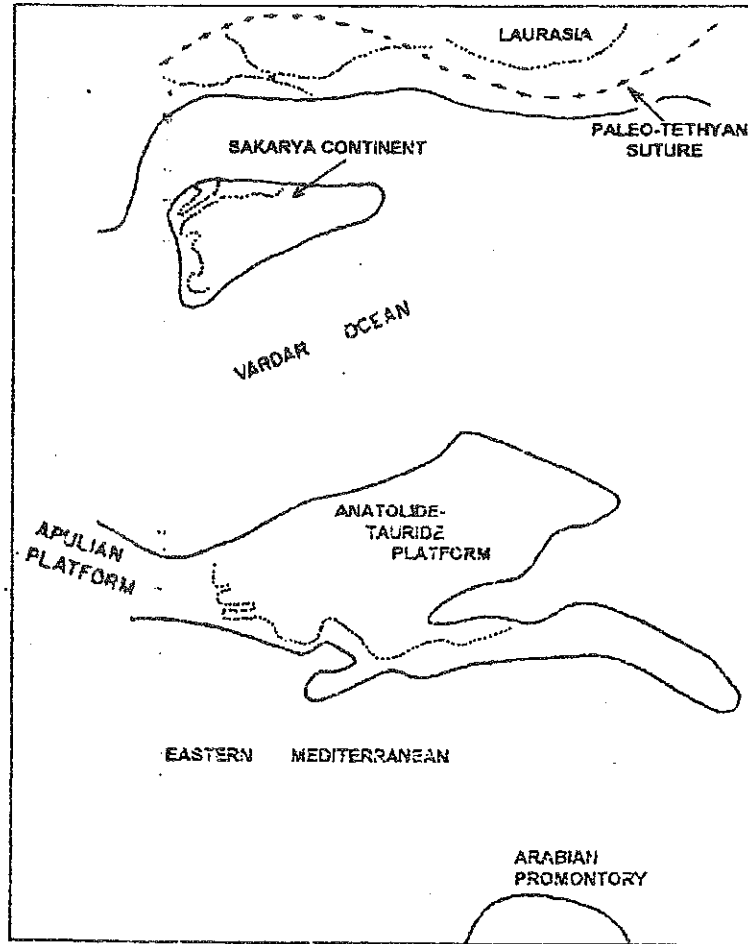 LAURASIA
PALEO-TETHYAN
SUTURE
SAKARYA CONTINENT
VARDAR OCEAN
ANATOLIDE-
TAURIDE
PLATFORM
APULIAN
PLATFORM
EASTERN MEDITERRANEAN
ARABIAN
PROMONTORY